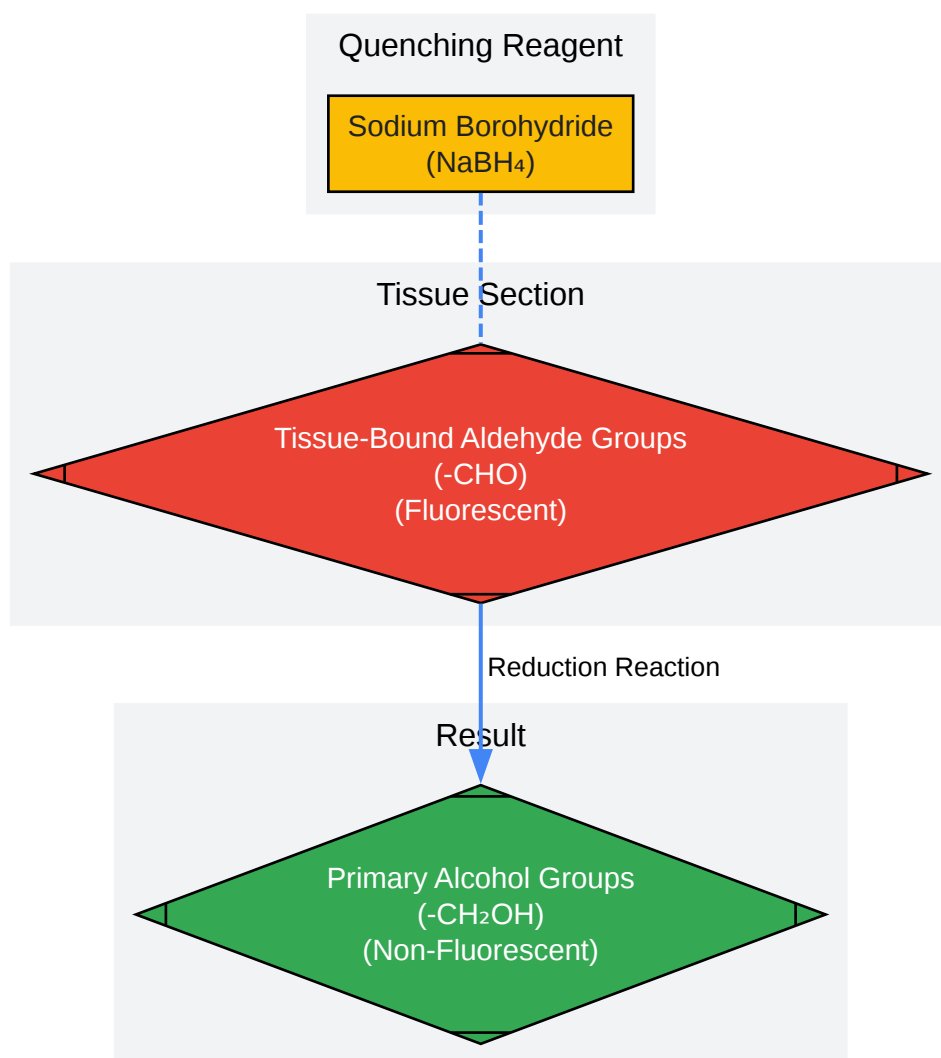 Quenching Reagent
Sodium Borohydride
(NaBH₄)
Tissue Section
Tissue-Bound Aldehyde Groups
(-CHO)
(Fluorescent)
Reduction Reaction
Result
Primary Alcohol Groups
(-CH₂OH)
(Non-Fluorescent)